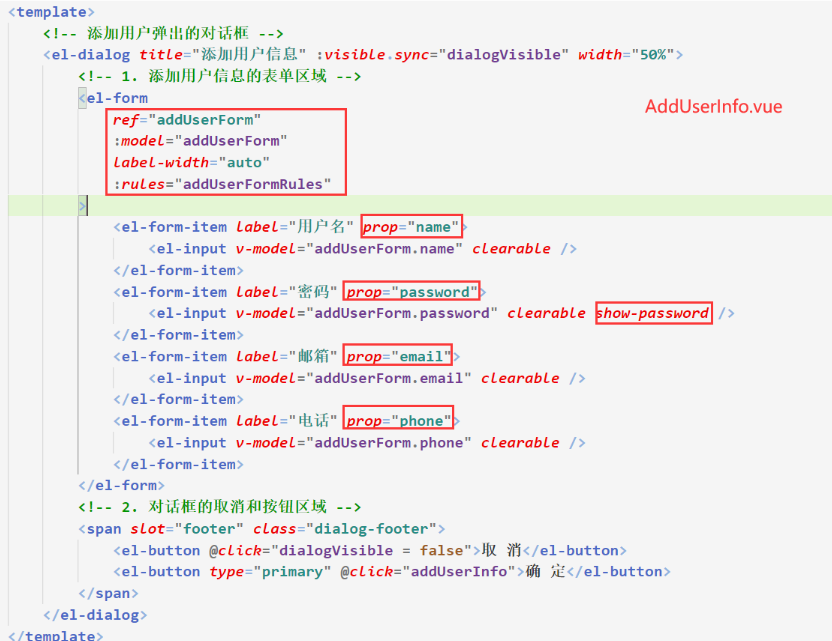 <template>
<!-- 添加用户弹出的对话框 -->
<el-dialog title="添加用户信息" :visible.sync="dialogVisible" width="50%">
<!-- 1. 添加用户信息的表单区域 -->
<el-form
AddUserInfo.vue
ref="addUserForm"
:model="addUserForm"
label-width="auto"
:rules="addUserFormRules"
>
<el-form-item label="用户名" prop="name">
<el-input v-model="addUserForm.name" clearable />
</el-form-item>
<el-form-item label="密码" prop="password">
<el-input v-model="addUserForm.password" clearable show-password />
</el-form-item>
<el-form-item label="邮箱" prop="email">
<el-input v-model="addUserForm.email" clearable />
</el-form-item>
<el-form-item label="电话" prop="phone">
<el-input v-model="addUserForm.phone" clearable />
</el-form-item>
</el-form>
<!-- 2. 对话框的取消和按钮区域 -->
<span slot="footer" class="dialog-footer">
<el-button @click="dialogVisible = false">取 消</el-button>
<el-button type="primary" @click="addUserInfo">确 定</el-button>
</span>
</el-dialog>
</template>